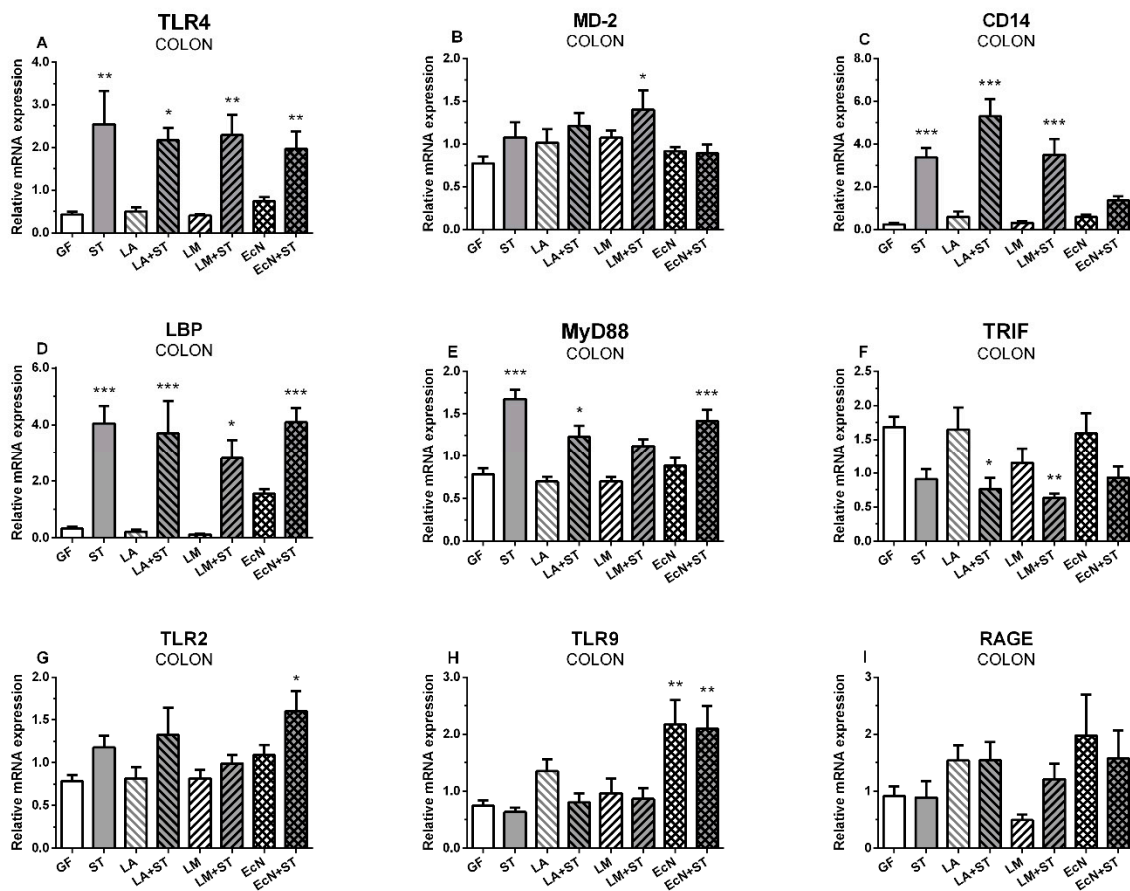 A
TLR4
COLON
Relative mRNA expression
4.0
3.0
2.0
1.0
0.0
** * ** **
GF ST LA LA+ST LM LM+ST EcN EcN+ST
B
MD-2
COLON
Relative mRNA expression
2.0
1.5
1.0
0.5
0.0
*
GF ST LA LA+ST LM LM+ST EcN EcN+ST
C
CD14
COLON
Relative mRNA expression
8.0
6.0
4.0
2.0
0.0
*** *** ***
GF ST LA LA+ST LM LM+ST EcN EcN+ST
D
LBP
COLON
Relative mRNA expression
6.0
4.0
2.0
0.0
*** *** * ***
GF ST LA LA+ST LM LM+ST EcN EcN+ST
E
MyD88
COLON
Relative mRNA expression
2.0
1.5
1.0
0.5
0.0
*** * ***
GF ST LA LA+ST LM LM+ST EcN EcN+ST
F
TRIF
COLON
Relative mRNA expression
2.5
2.0
1.5
1.0
0.5
0.0
* **
GF ST LA LA+ST LM LM+ST EcN EcN+ST
G
TLR2
COLON
Relative mRNA expression
2.0
1.5
1.0
0.5
0.0
*
GF ST LA LA+ST LM LM+ST EcN EcN+ST
H
TLR9
COLON
Relative mRNA expression
3.0
2.0
1.0
0.0
** **
GF ST LA LA+ST LM LM+ST EcN EcN+ST
I
RAGE
COLON
Relative mRNA expression
3
2
1
0
GF ST LA LA+ST LM LM+ST EcN EcN+ST